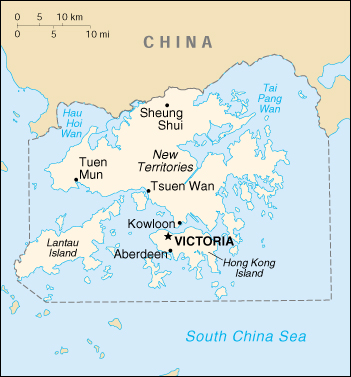 0 5 10 km
0 5 10 mi
CHINA
Hau
Hoi
Wan
Tai
Pang
Wan
Sheung
Shui
Tuen
Mun
New
Territories
Tsuen Wan
Kowloon
VICTORIA
Lantau
Island
Aberdeen
Hong Kong
Island
South China Sea